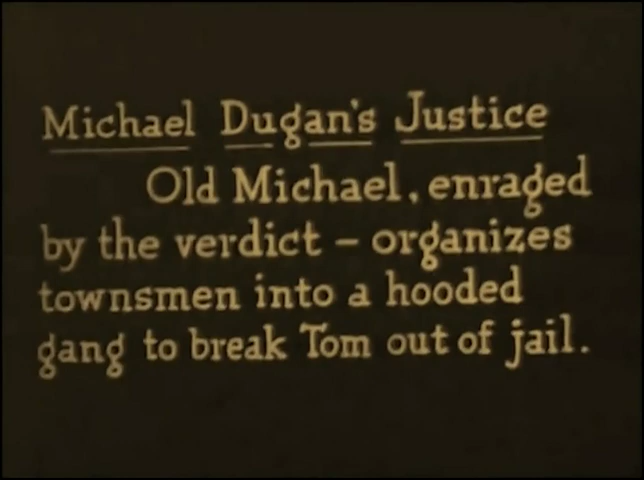 Michael Dugan's Justice
Old Michael, enraged
by the verdict – organizes
townsmen into a hooded
gang to break Tom out of jail.